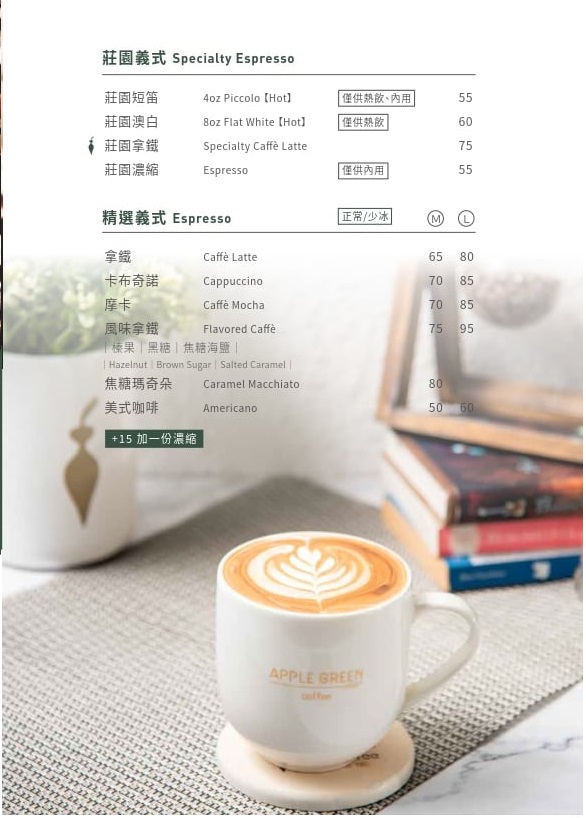 莊園義式 Specialty Espresso
莊園短笛 4oz Piccolo【Hot】 僅供熱飲、內用 55
莊園澳白 8oz Flat White【Hot】 僅供熱飲 60
莊園拿鐵 Specialty Caffè Latte 75
莊園濃縮 Espresso 僅供內用 55
精選義式 Espresso 正常/少冰 M L
拿鐵 Caffè Latte 65 80
卡布奇諾 Cappuccino 70 85
摩卡 Caffè Mocha 70 85
風味拿鐵 Flavored Caffè 75 95
| 榛果 | 黑糖 | 焦糖海鹽 |
| Hazelnut | Brown Sugar | Salted Caramel |
焦糖瑪奇朵 Caramel Macchiato 80
美式咖啡 Americano 50 60
+15 加一份濃縮
APPLE GREEN
coffee